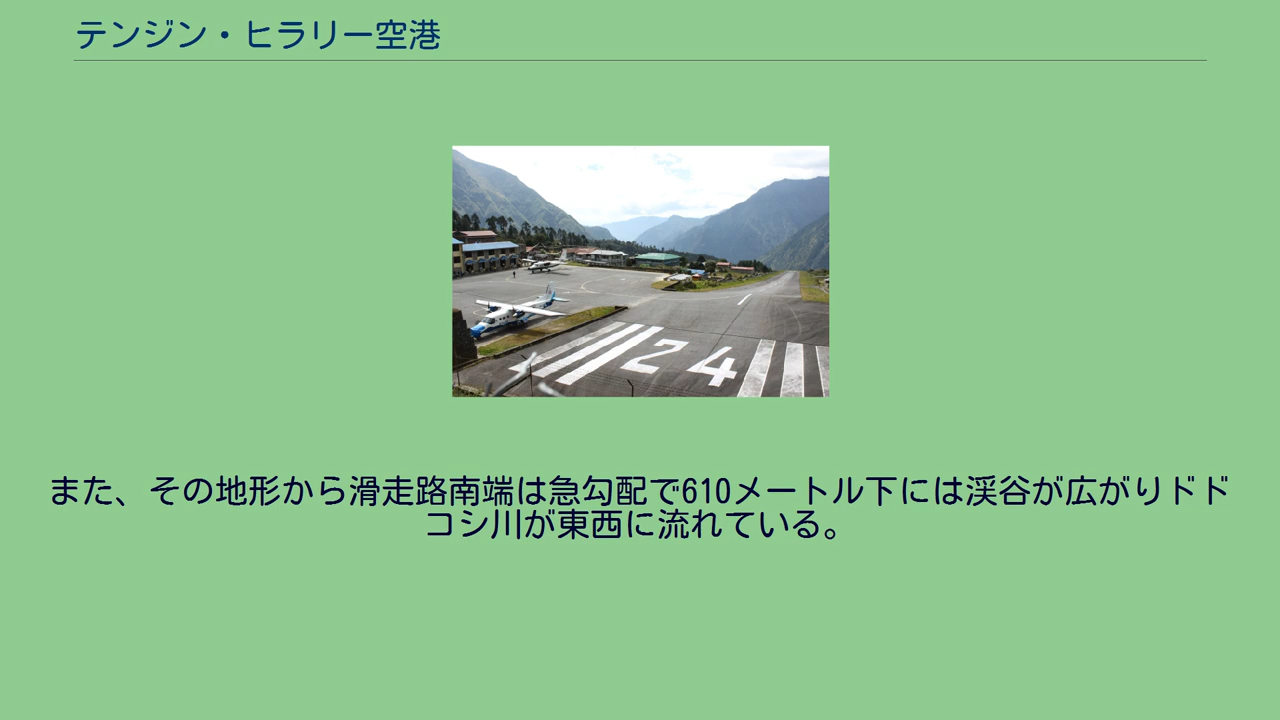 テンジン・ヒラリー空港
24
また、その地形から滑走路南端は急勾配で610メートル下には渓谷が広がりドド
コシ川が東西に流れている。